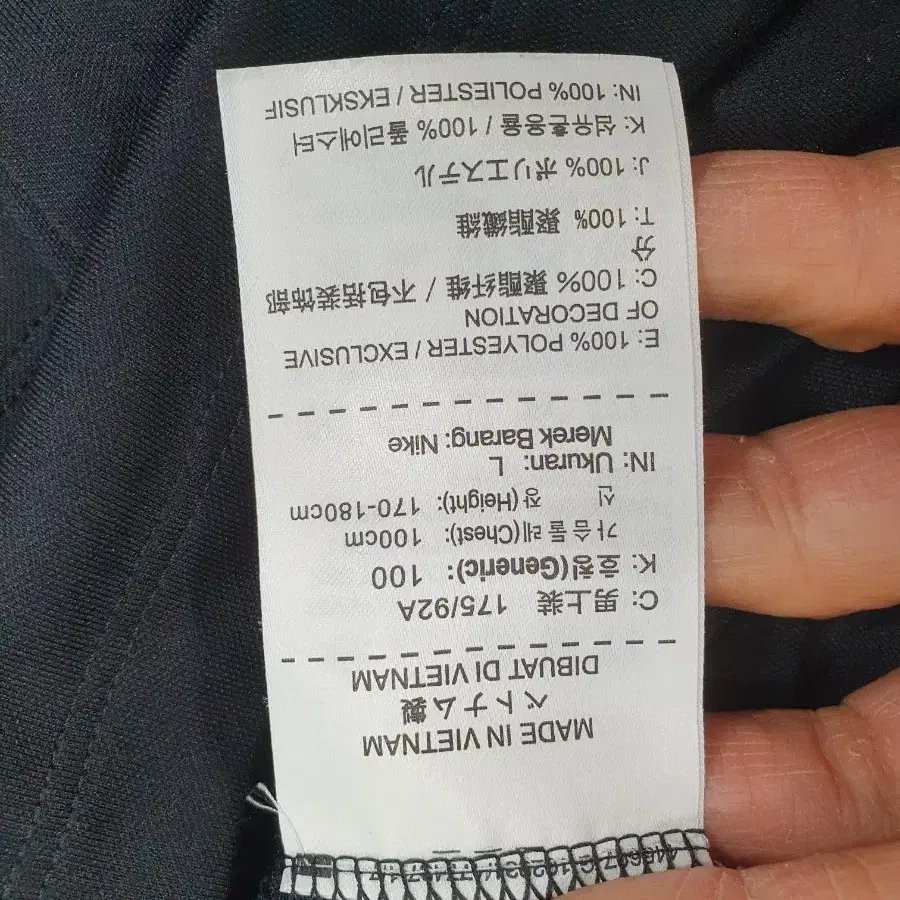 MADE IN VIETNAM
ベトナム製
DIBUAT DI VIETNAM
C: 男上装 175/92A
K: 호칭(Generic): 100
가슴둘레(Chest): 100cm
신 장(Height): 170-180cm
IN: Ukuran: L
Merek Barang: Nike
E: 100% POLYESTER / EXCLUSIVE
OF DECORATION
C: 100% 聚酯纤维 / 不包括装饰部
分
T: 100% 聚酯纖維
J: 100% ポリエステル
K: 섬유혼용율 / 100% 폴리에스터
IN: 100% POLIESTER / EKSKLUSIF